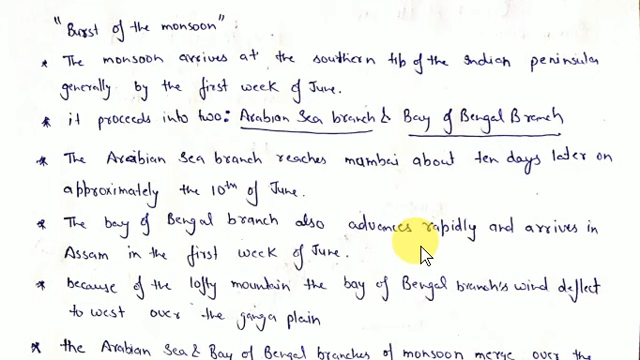 "Burst of the monsoon" :
* The monsoon arrives at the southern tip of the Indian peninsular
generally by the first week of June.
* it proceeds into two: Arabian Sea branch & Bay of Bengal Branch
* The Arabian Sea branch reaches mumbai about ten days later on
approximately the 10th of June.
* The bay of Bengal branch also advances rapidly and arrives in
Assam in the first week of June.
* because of the lofty mountain the bay of Bengal branch's wind deflect
to west over the ganga plain
* the Arabian Sea & Bay of Bengal branches of monsoon merge over the